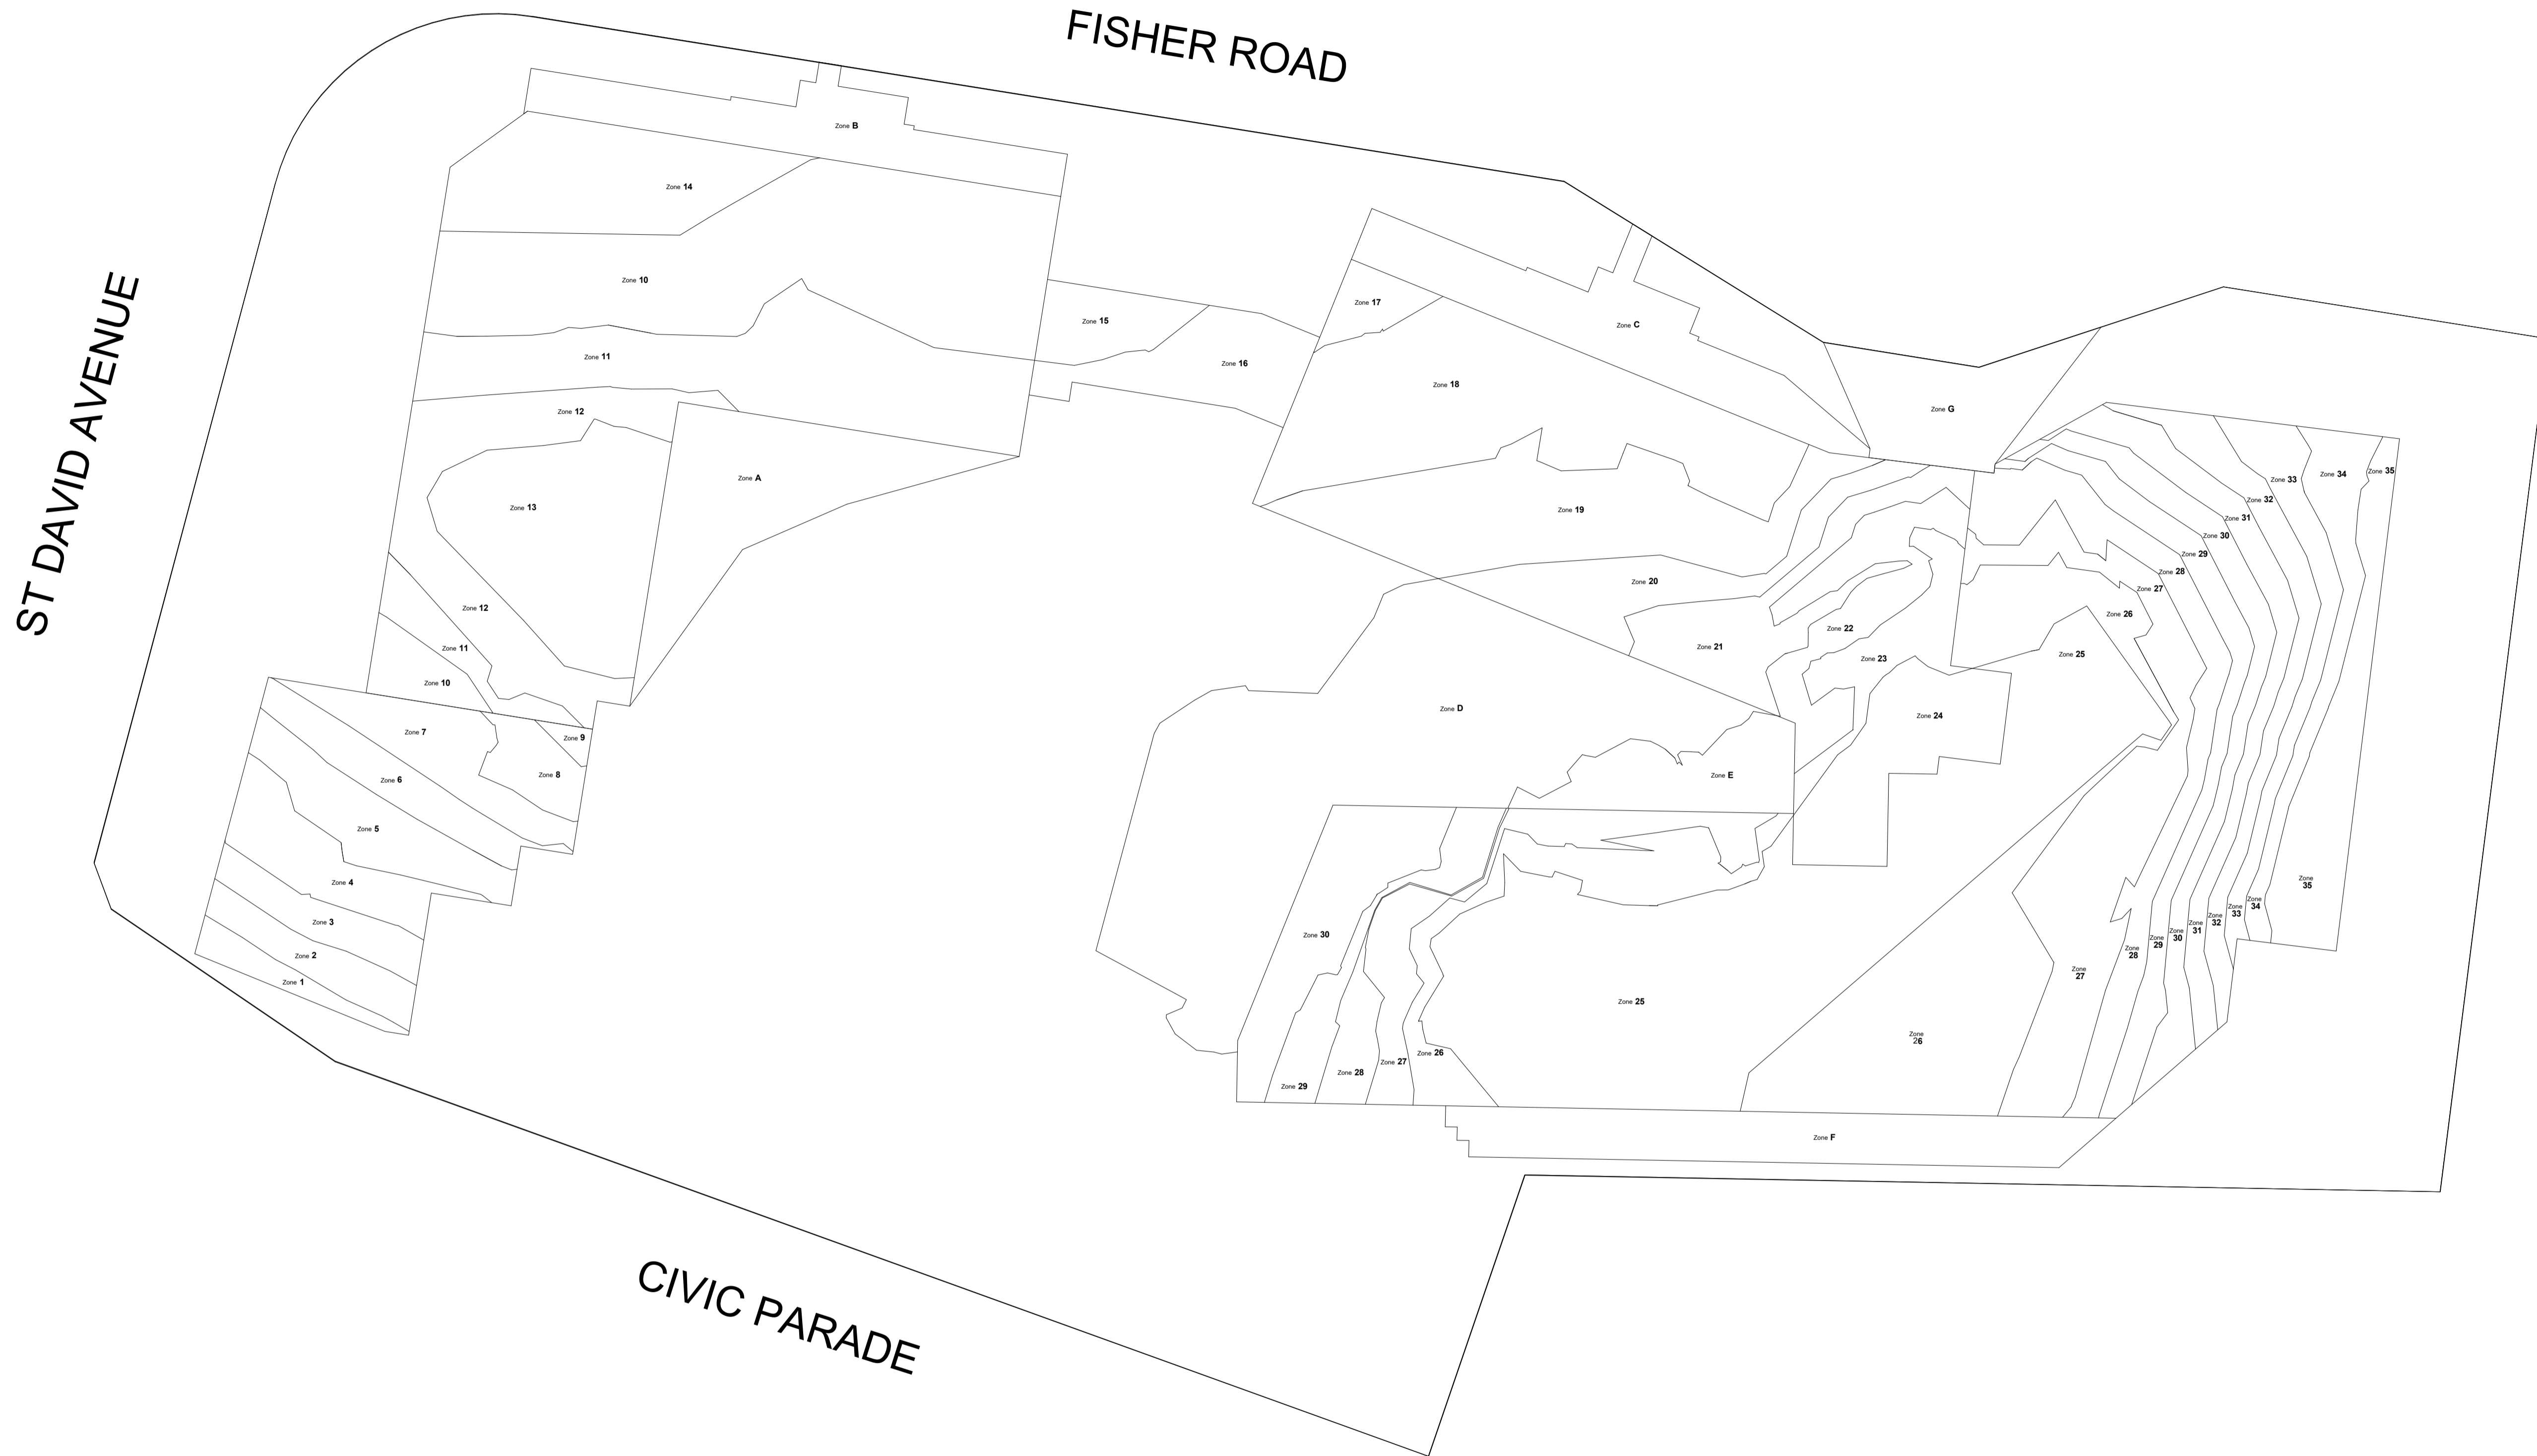 FISHER ROAD
ST DAVID AVENUE
CIVIC PARADE
Zone B
Zone 14
Zone 10
Zone 11
Zone 12
Zone A
Zone 13
Zone 12
Zone 11
Zone 10
Zone 7
Zone 9
Zone 8
Zone 6
Zone 5
Zone 4
Zone 3
Zone 2
Zone 1
Zone 15
Zone 16
Zone 17
Zone C
Zone 18
Zone G
Zone 19
Zone 20
Zone 21
Zone 22
Zone 23
Zone 24
Zone D
Zone E
Zone 35
Zone 34
Zone 33
Zone 32
Zone 31
Zone 30
Zone 29
Zone 28
Zone 27
Zone 26
Zone 25
Zone 30
Zone 29
Zone 28
Zone 27
Zone 26
Zone 25
Zone
26
Zone
27
Zone
28
Zone
29
Zone
30
Zone
31
Zone
32
Zone
33
Zone
34
Zone
35
Zone F